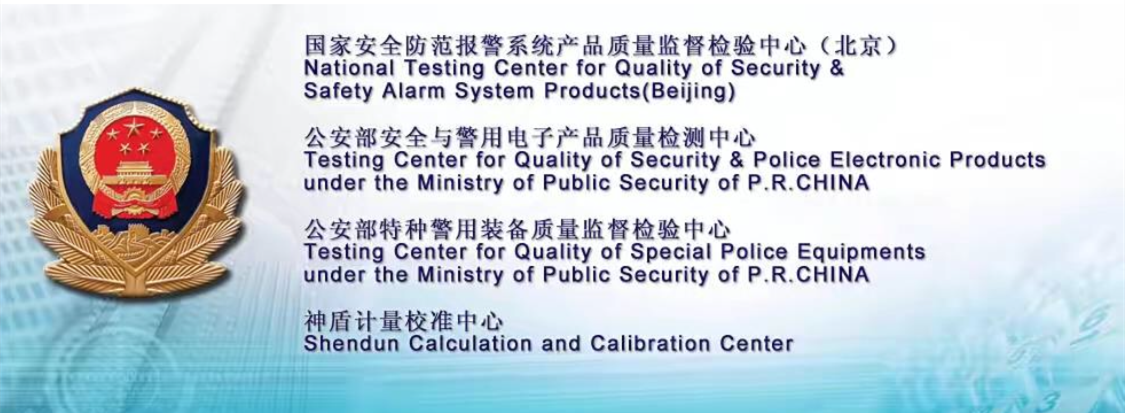 国家安全防范报警系统产品质量监督检验中心（北京）
National Testing Center for Quality of Security &
Safety Alarm System Products(Beijing)
公安部安全与警用电子产品质量检测中心
Testing Center for Quality of Security & Police Electronic Products
under the Ministry of Public Security of P.R.CHINA
公安部特种警用装备质量监督检验中心
Testing Center for Quality of Special Police Equipments
under the Ministry of Public Security of P.R.CHINA
神盾计量校准中心
Shendun Calculation and Calibration Center